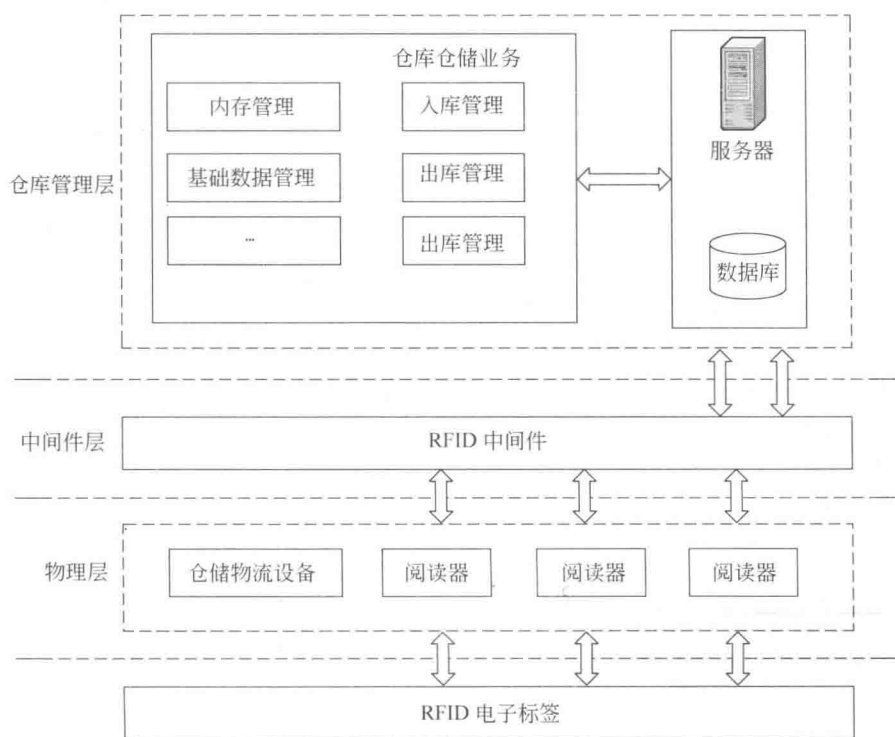 仓库仓储业务
内存管理
入库管理
服务器
仓库管理层
基础数据管理
出库管理
...
出库管理
数据库
中间件层
RFID 中间件
物理层
仓储物流设备
阅读器
阅读器
阅读器
RFID 电子标签